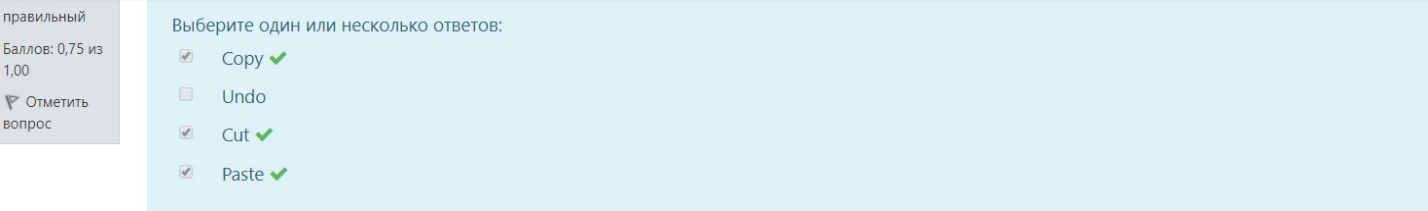 правильный
Баллов: 0,75 из
1,00
Отметить
вопрос
Выберите один или несколько ответов:
Copy
Undo
Cut
Paste